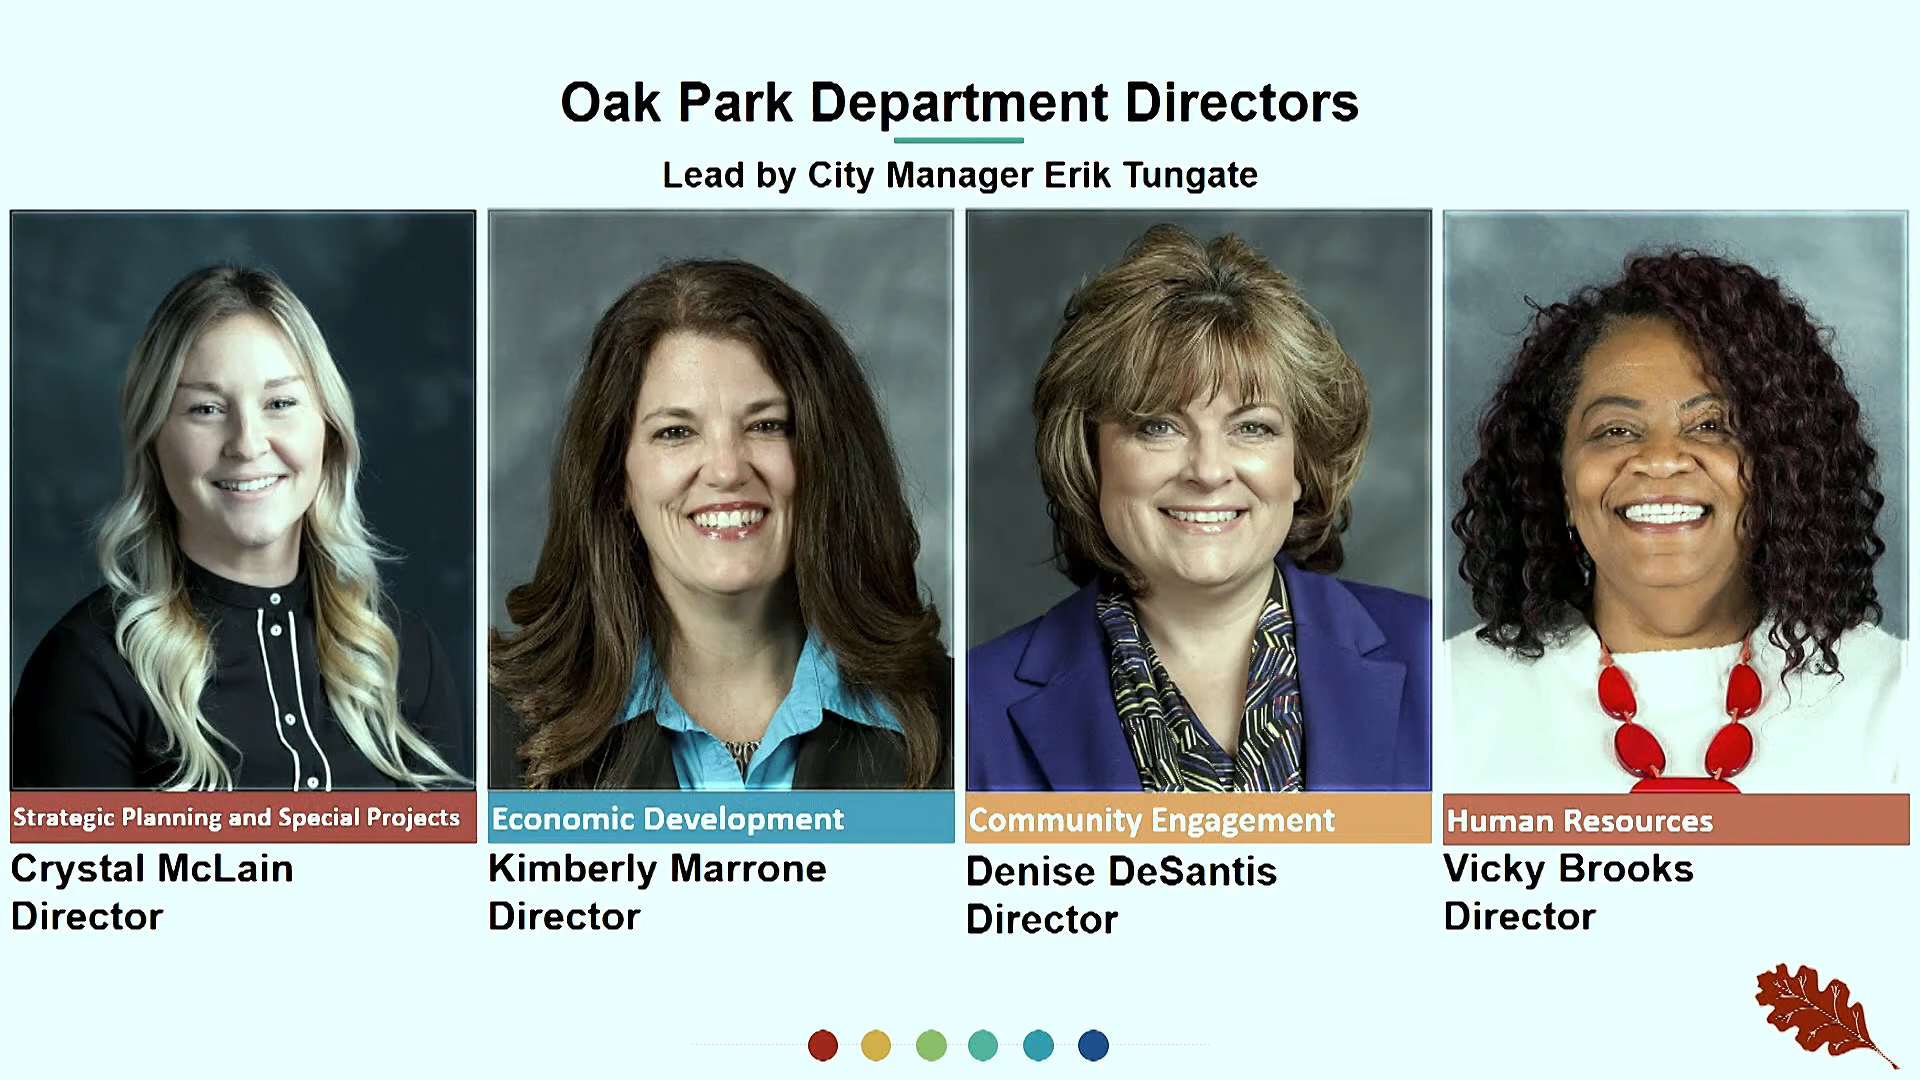 Oak Park Department Directors
Lead by City Manager Erik Tungate
Strategic Planning and Special Projects
Crystal McLain
Director
Economic Development
Kimberly Marrone
Director
Community Engagement
Denise DeSantis
Director
Human Resources
Vicky Brooks
Director